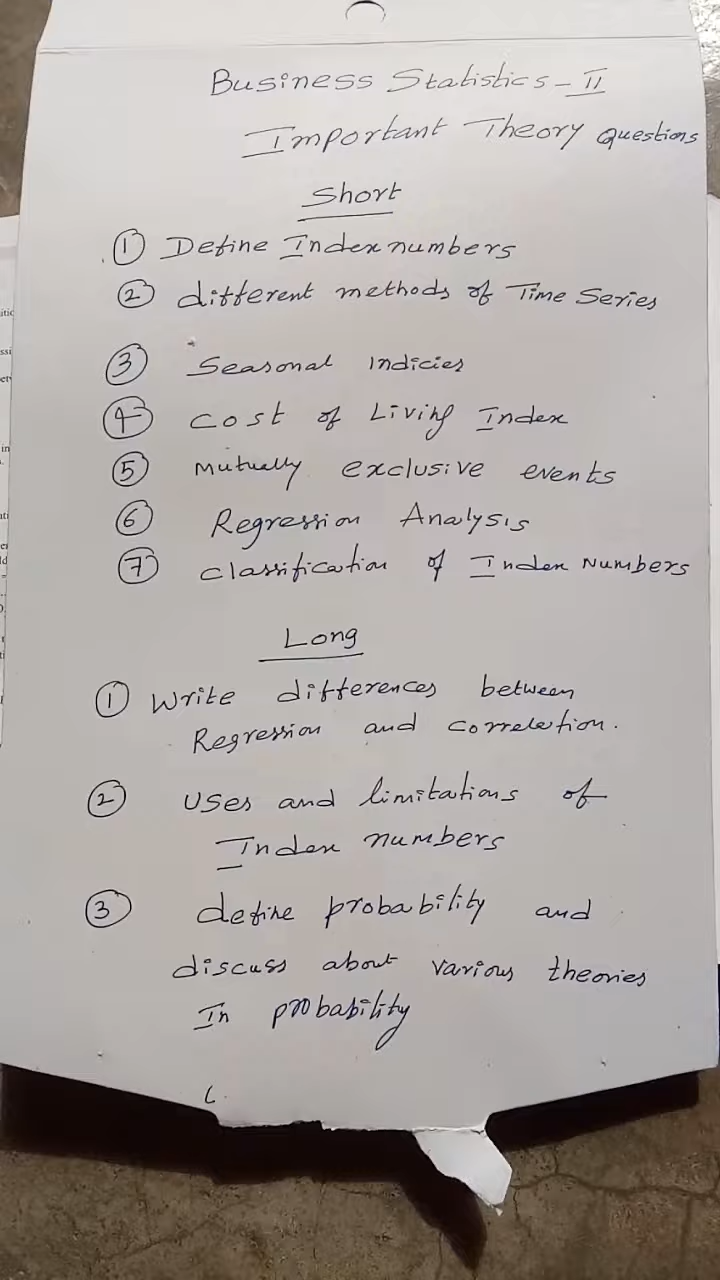 Business Statistics - II
Important Theory Questions
Short
① Define Index numbers
② different methods of Time Series
③ Seasonal Indicies
④ Cost of Living Index
⑤ Mutually exclusive events
⑥ Regression Analysis
⑦ classification of Index Numbers
Long
① Write differences between
Regression and correletion.
② uses and limitations of
Index numbers
③ define probability and
discuss about various theories
In probability